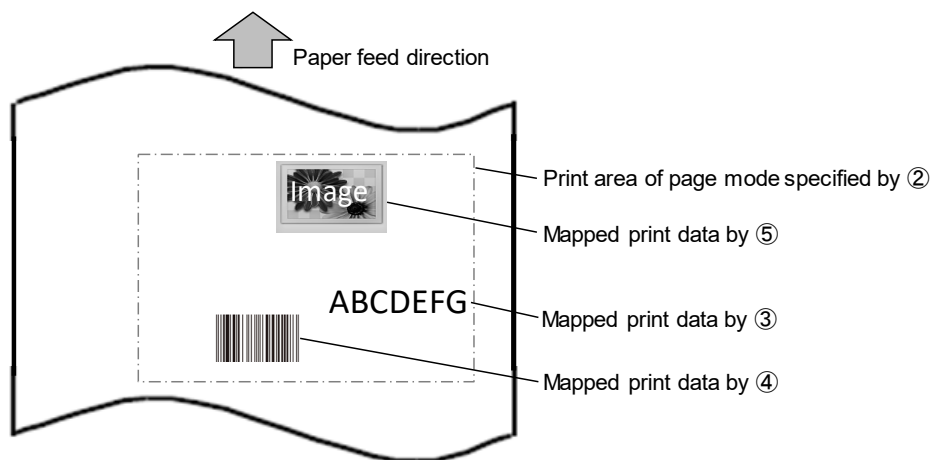 Paper feed direction
Print area of page mode specified by ②
Image
Mapped print data by ⑤
ABCDEFG
Mapped print data by ③
Mapped print data by ④